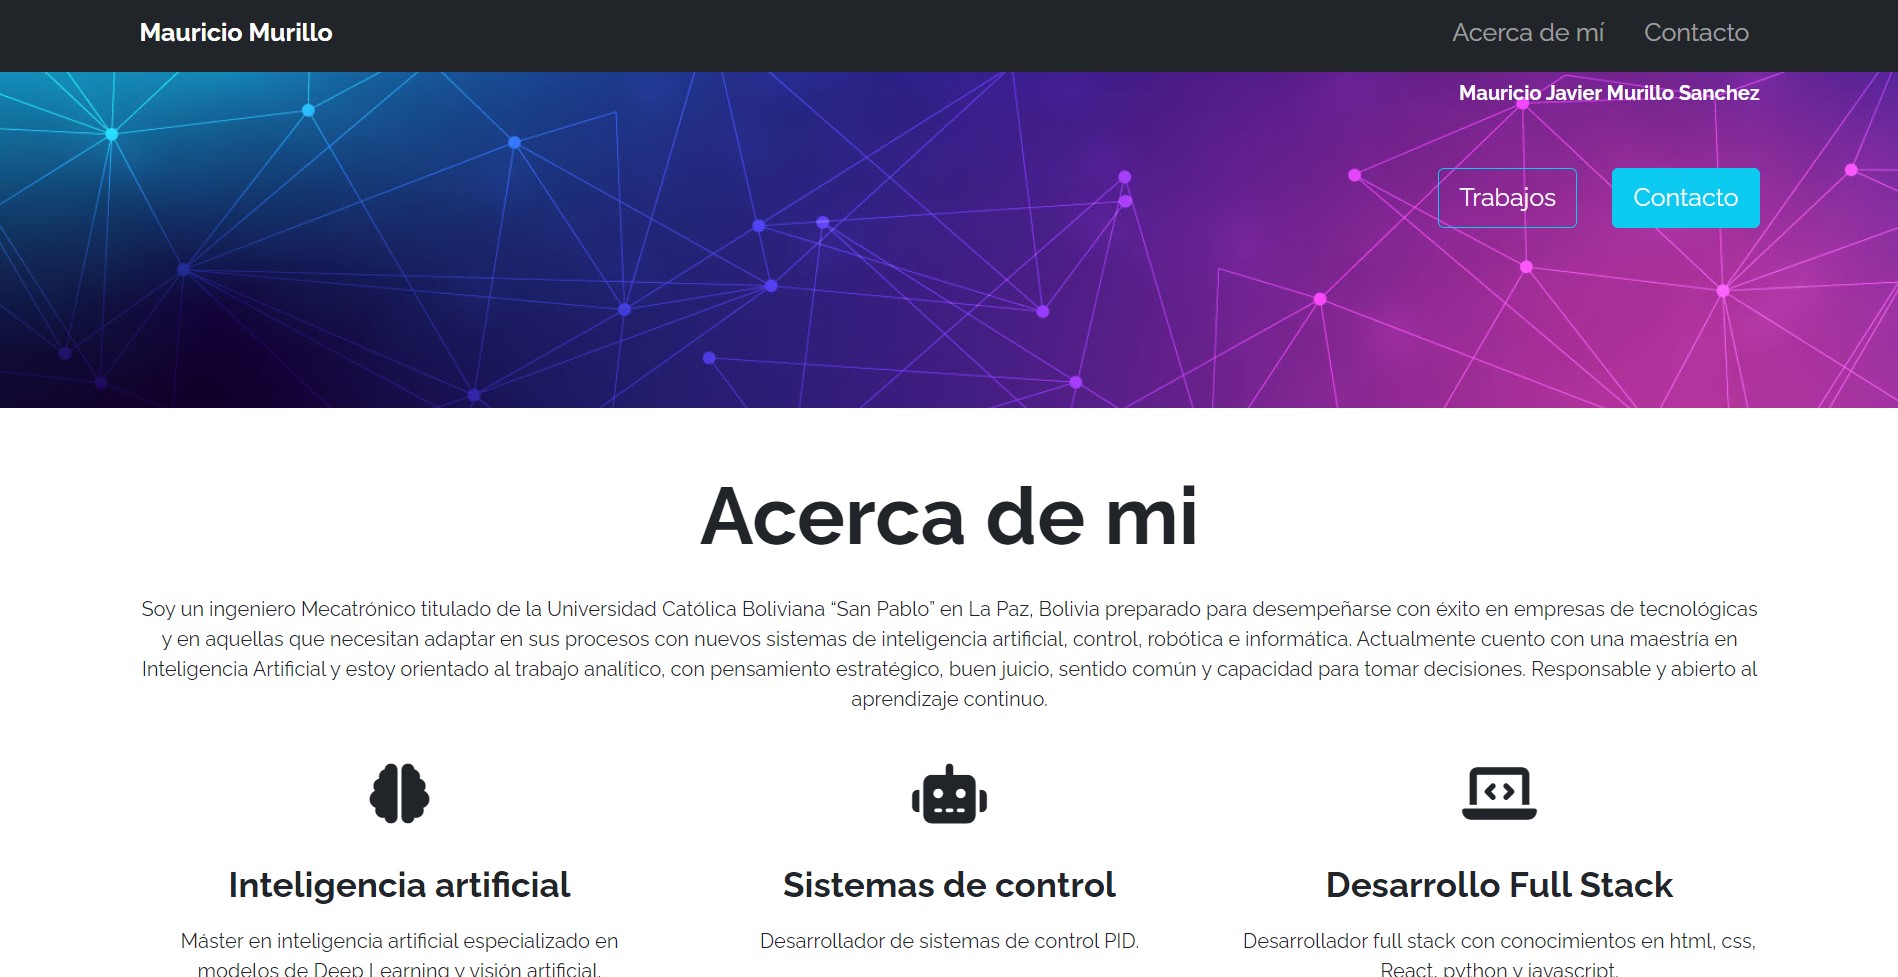 Mauricio Murillo
Acerca de mí
Contacto
Mauricio Javier Murillo Sanchez
Trabajos
Contacto
Acerca de mi
Soy un ingeniero Mecatrónico titulado de la Universidad Católica Boliviana “San Pablo” en La Paz, Bolivia preparado para desempeñarse con éxito en empresas de tecnológicas
y en aquellas que necesitan adaptar en sus procesos con nuevos sistemas de inteligencia artificial, control, robótica e informática. Actualmente cuento con una maestría en
Inteligencia Artificial y estoy orientado al trabajo analítico, con pensamiento estratégico, buen juicio, sentido común y capacidad para tomar decisiones. Responsable y abierto al
aprendizaje continuo.
Inteligencia artificial
Máster en inteligencia artificial especializado en
modelos de Deep Learning y visión artificial.
Sistemas de control
Desarrollador de sistemas de control PID.
Desarrollo Full Stack
Desarrollador full stack con conocimientos en html, css,
React, python y javascript.